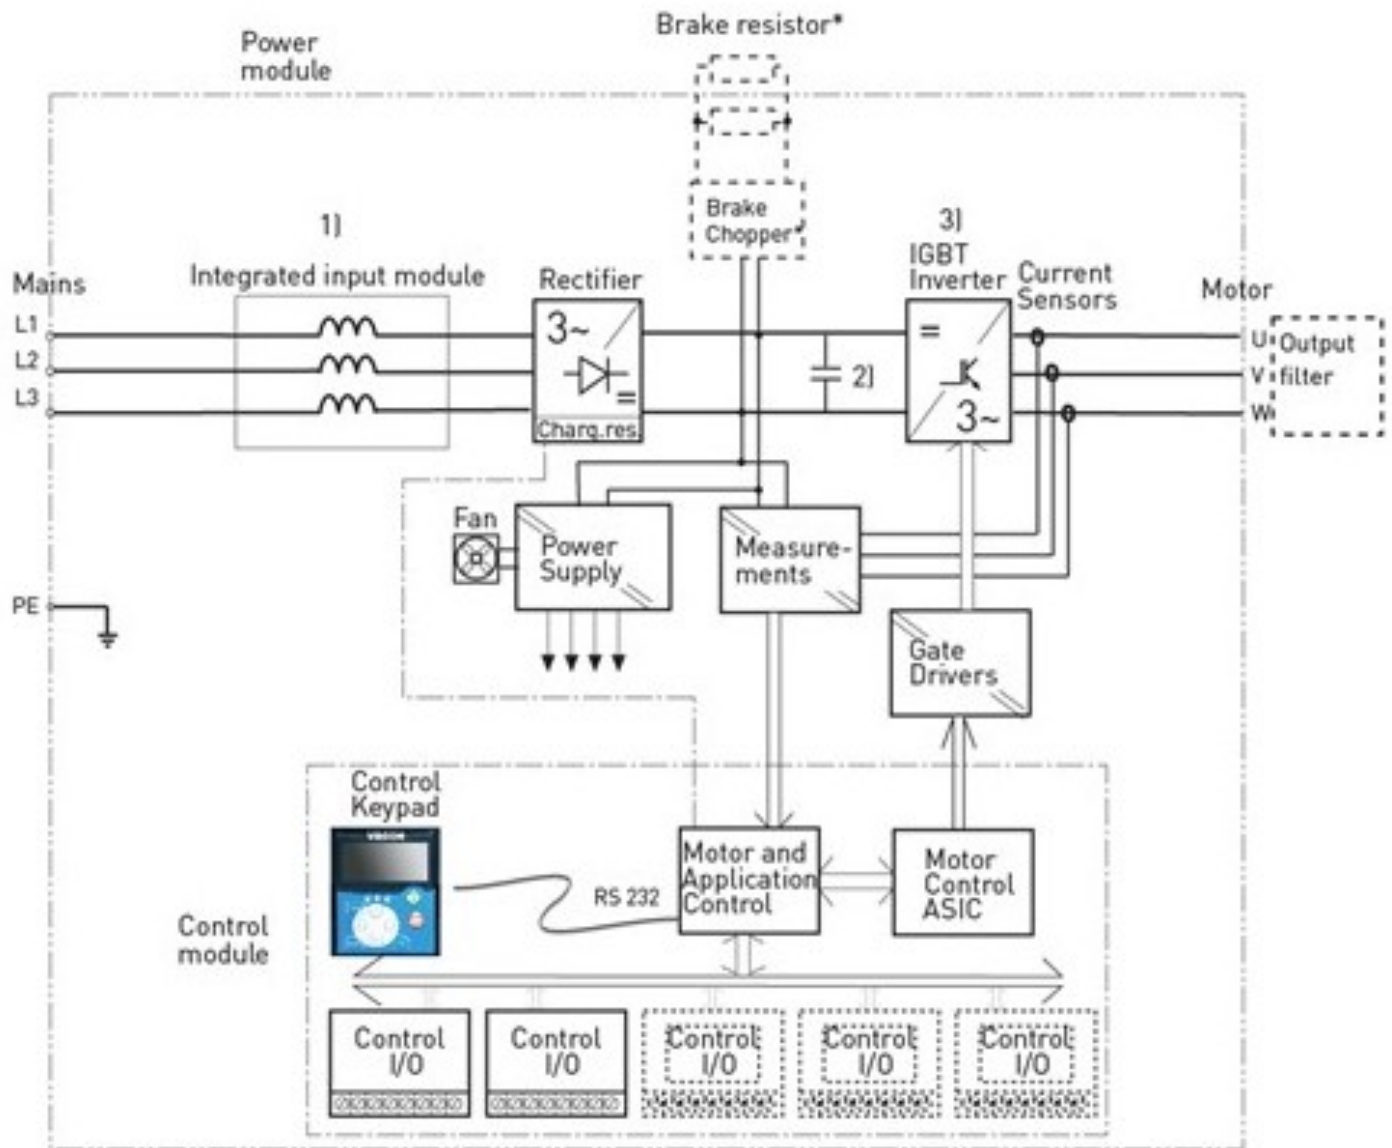 Brake resistor*
Power
module
Brake
Chopper*
1)
3)
IGBT
Inverter
Integrated input module
Rectifier
Current
Sensors
Mains
Motor
L1
L2
L3
3~
=
Charg.res.
2)
=
3~
U
V
W
Output
filter
Fan
Power
Supply
Measure-
ments
PE
Gate
Drivers
Control
Keypad
VACON
Motor and
Application
Control
RS 232
Motor
Control
ASIC
Control
module
Control
I/O
Control
I/O
Control
I/O
Control
I/O
Control
I/O